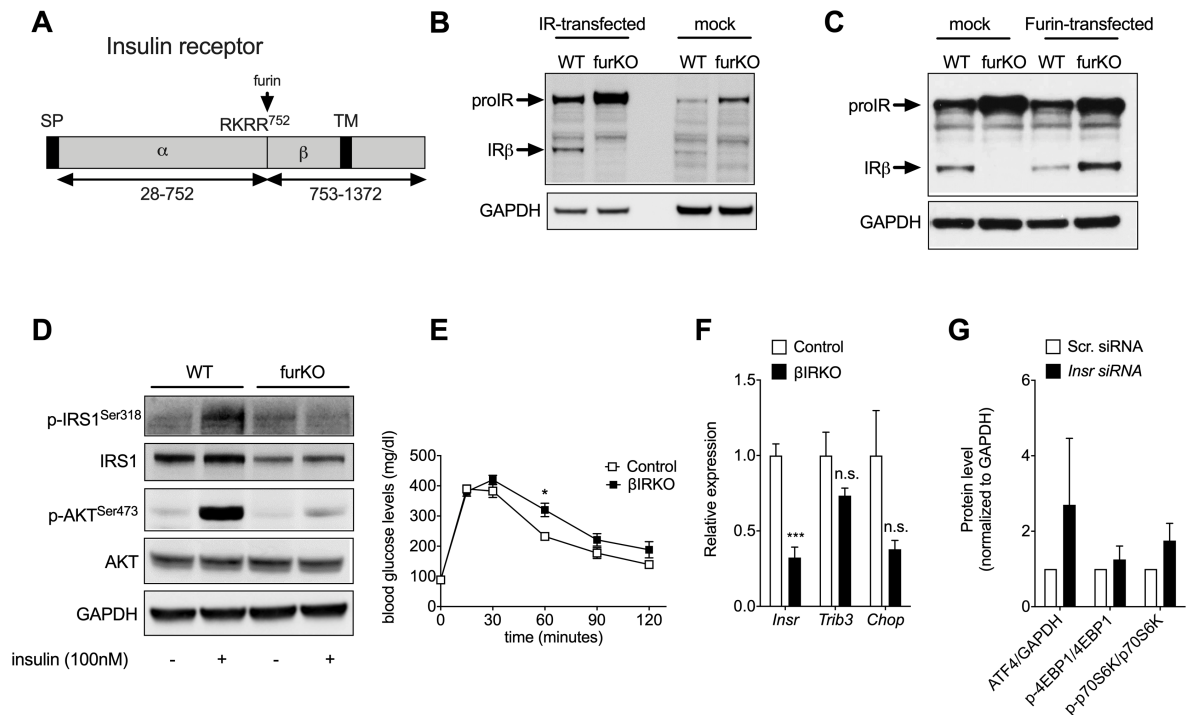 A
Insulin receptor
furin
SP
RKRR752
TM
α
β
28-752
753-1372
B
IR-transfected
mock
WT furKO
WT furKO
proIR
IRβ
GAPDH
C
mock
Furin-transfected
WT furKO WT furKO
proIR
IRβ
GAPDH
D
WT
furKO
p-IRS1Ser318
IRS1
p-AKTSer473
AKT
GAPDH
insulin (100nM)
- + - +
E
blood glucose levels (mg/dl)
500
400
300
200
100
0
Control
βIRKO
*
0 30 60 90 120
time (minutes)
F
Control
βIRKO
Relative expression
1.5
1.0
0.5
0.0
***
n.s.
n.s.
Insr Trib3 Chop
G
Scr. siRNA
Insr siRNA
Protein level
(normalized to GAPDH)
6
4
2
0
ATF4/GAPDH
p-4EBP1/4EBP1
p-p70S6K/p70S6K